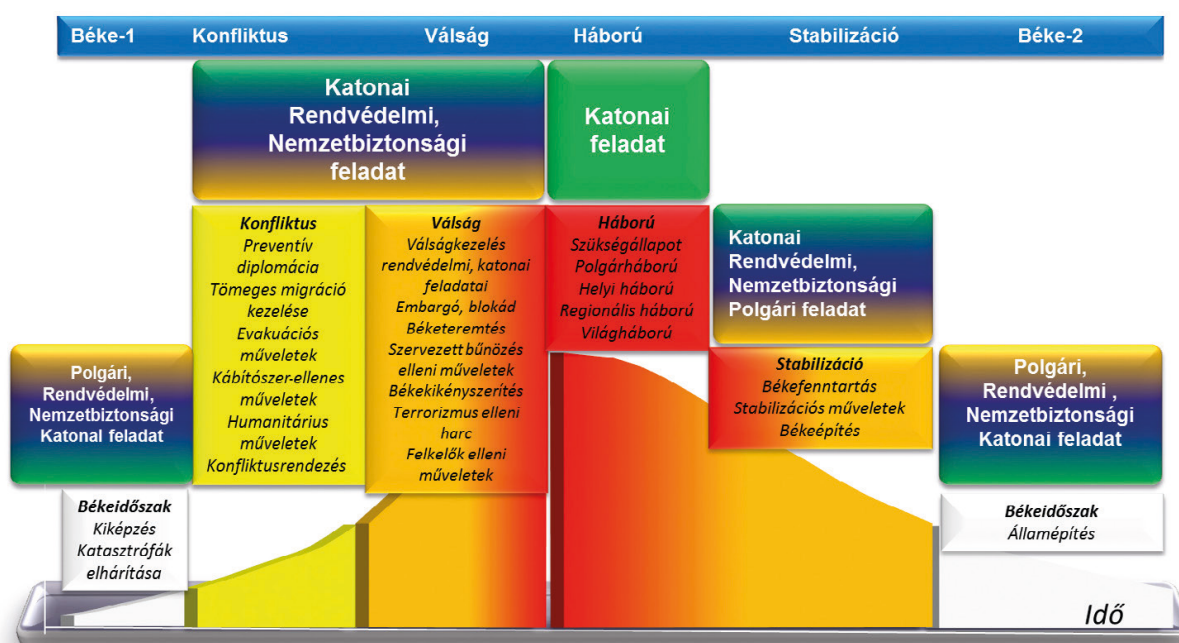 Béke-1 Konfliktus Válság Háború Stabilizáció Béke-2
Katonai
Rendvédelmi,
Nemzetbiztonsági
feladat
Katonai
feladat
Konfliktus
Preventív
diplomácia
Tömeges migráció
kezelése
Evakuációs
műveletek
Kábítószer-ellenes
műveletek
Humanitárius
műveletek
Konfliktusrendezés
Válság
Válságkezelés
rendvédelmi, katonai
feladatai
Embargó, blokád
Béketeremtés
Szervezett bűnözés
elleni műveletek
Békekikényszerítés
Terrorizmus elleni
harc
Felkelők elleni
műveletek
Háború
Szükségállapot
Polgárháború
Helyi háború
Regionális háború
Világháború
Katonai
Rendvédelmi,
Nemzetbiztonsági
Polgári feladat
Stabilizáció
Békefenntartás
Stabilizációs műveletek
Békeépítés
Polgári,
Rendvédelmi,
Nemzetbiztonsági
Katonal feladat
Békeidőszak
Kiképzés
Katasztrófák
elhárítása
Polgári,
Rendvédelmi ,
Nemzetbiztonsági
Katonai feladat
Békeidőszak
Államépítés
Idő